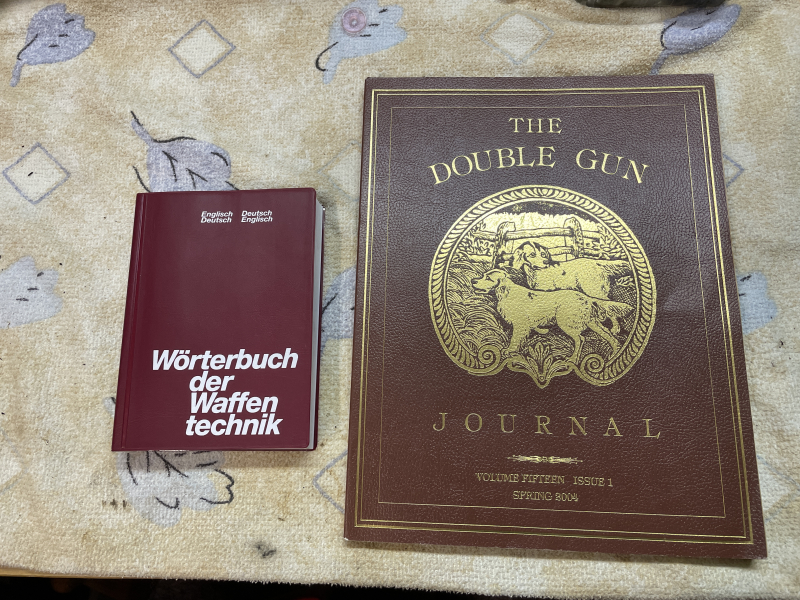 Englisch Deutsch
Deutsch Englisch
Wörterbuch
der
Waffen
technik
THE
DOUBLE GUN
JOURNAL
VOLUME FIFTEEN ISSUE 1
SPRING 2004